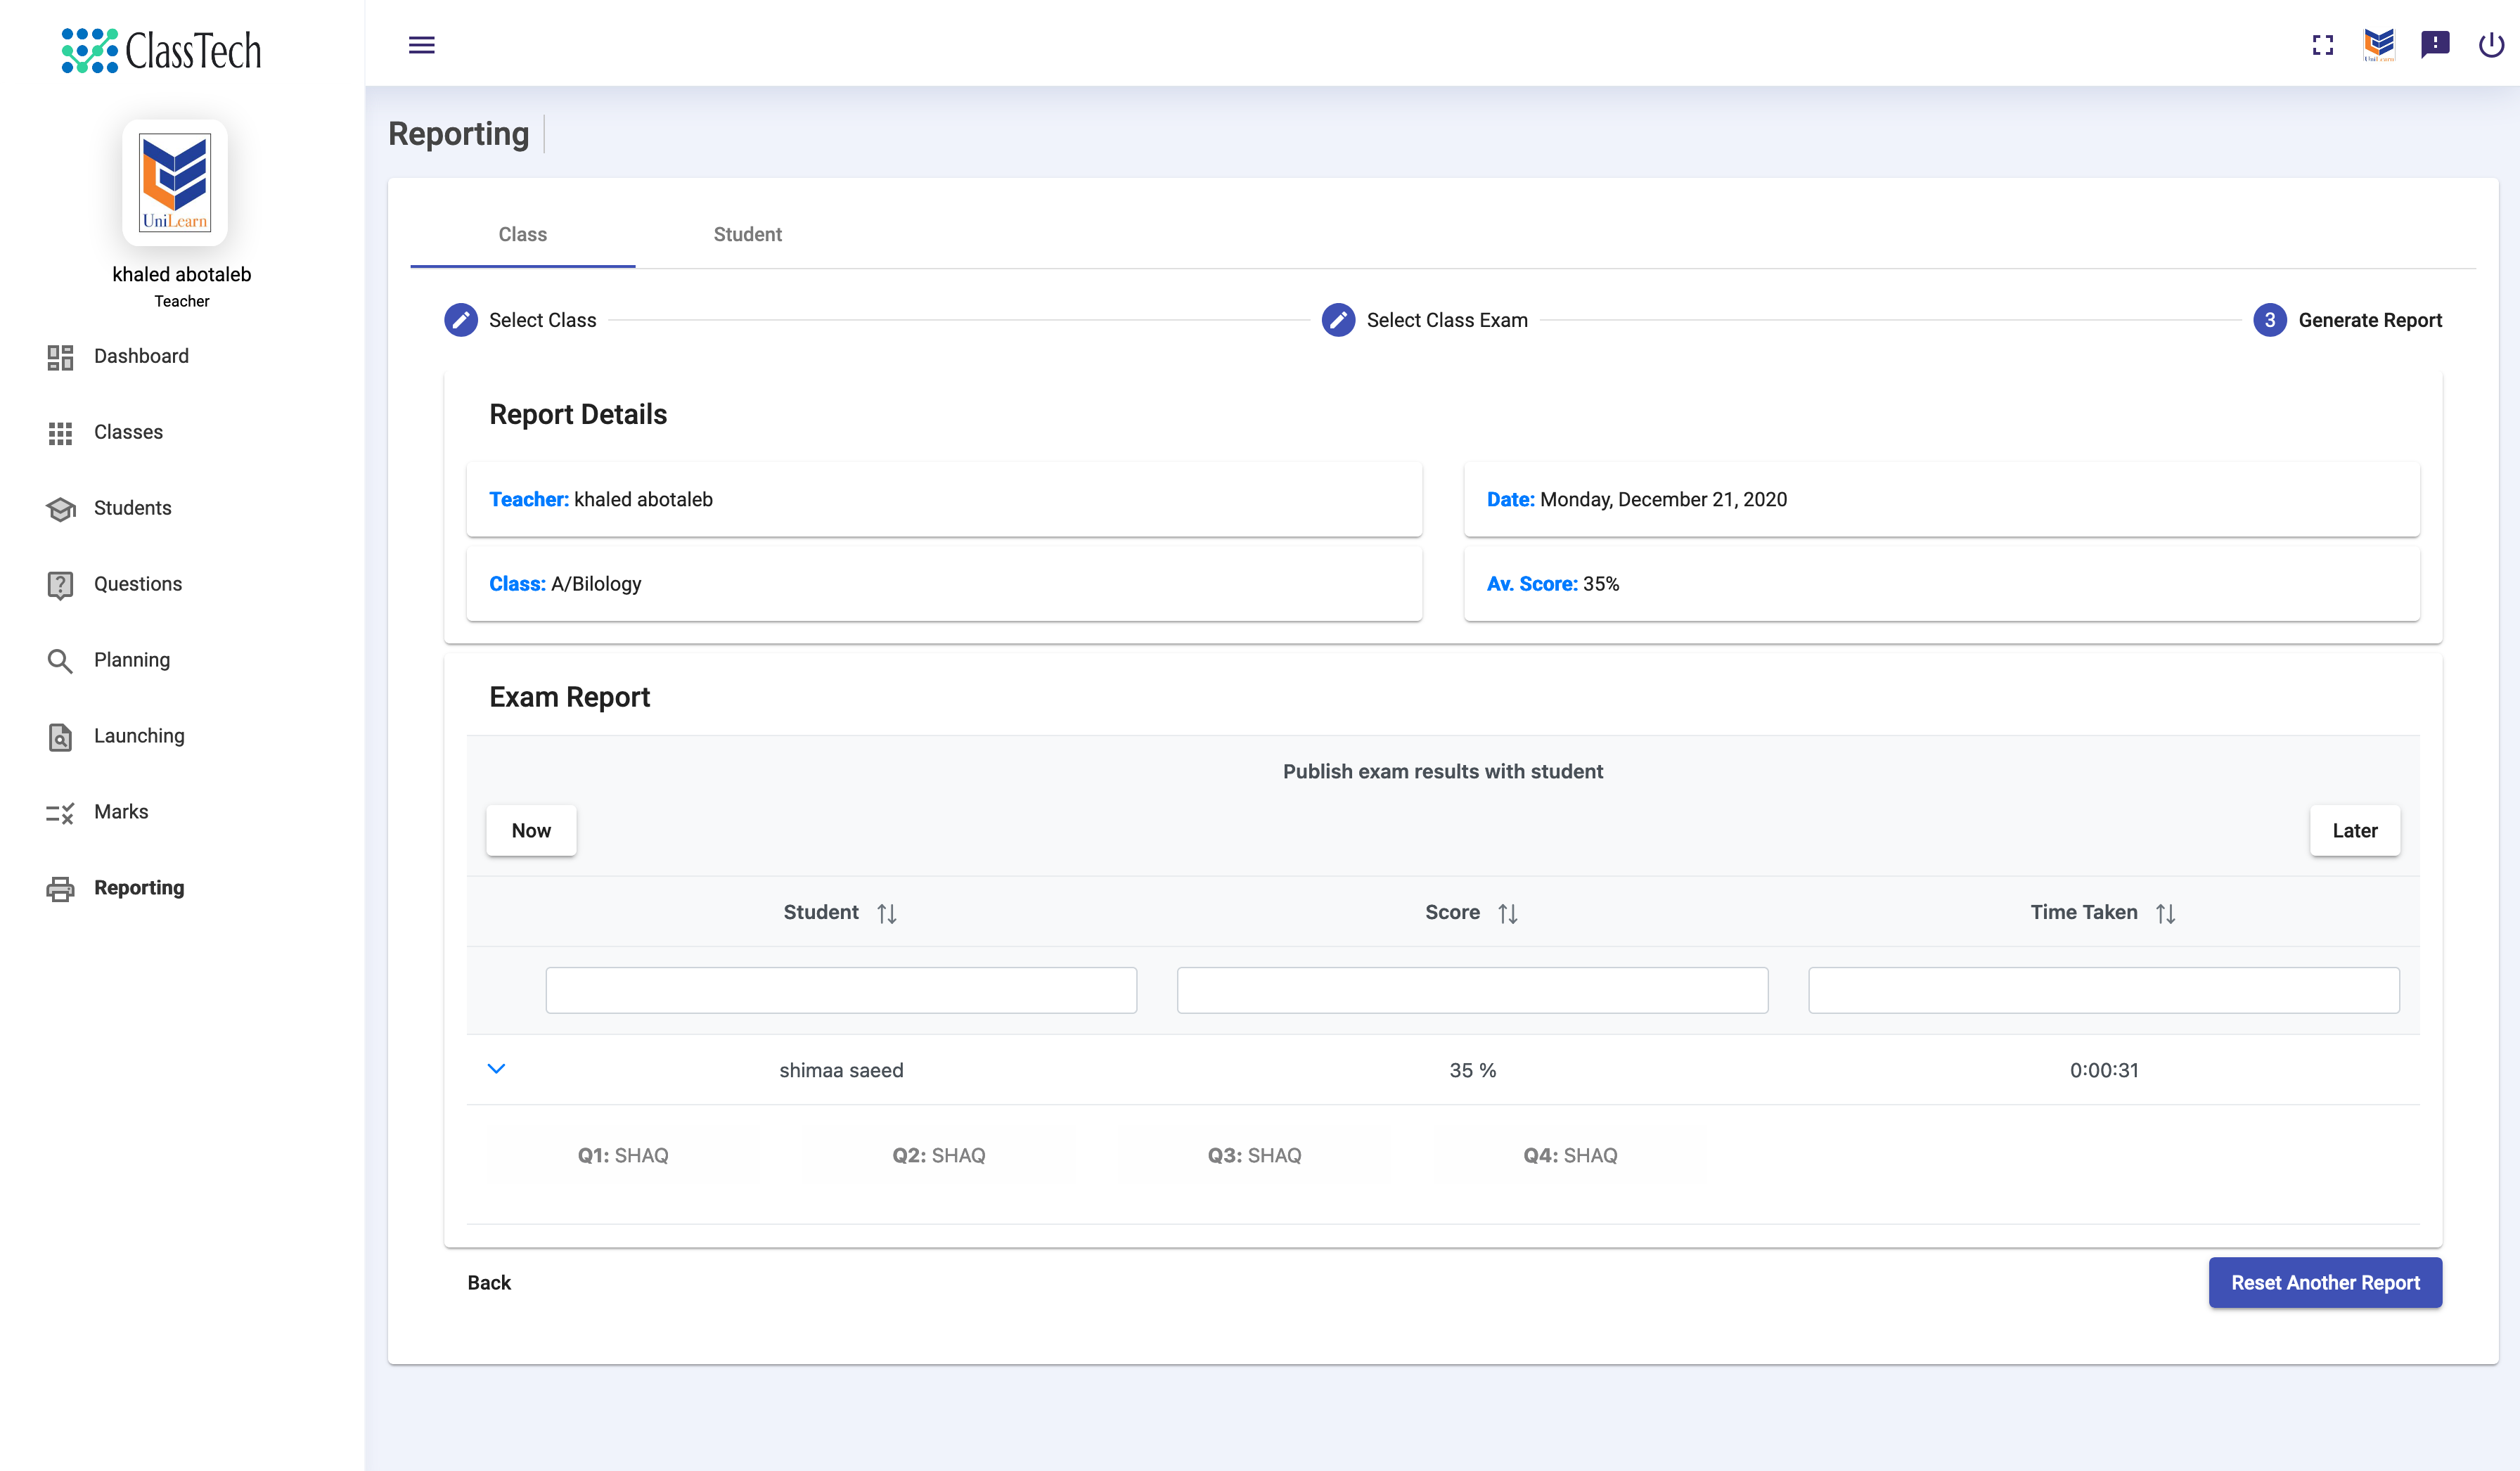 ClassTech
UniLearn
khaled abotaleb
Teacher
Dashboard
Classes
Students
Questions
Planning
Launching
Marks
Reporting
UniLearn
Reporting
Class Student
Select Class Select Class Exam 3 Generate Report
Report Details
Teacher: khaled abotaleb Date: Monday, December 21, 2020
Class: A/Bilology Av. Score: 35%
Exam Report
Publish exam results with student
Now Later
Student Score Time Taken
shimaa saeed 35 % 0:00:31
Q1: SHAQ Q2: SHAQ Q3: SHAQ Q4: SHAQ
Back Reset Another Report